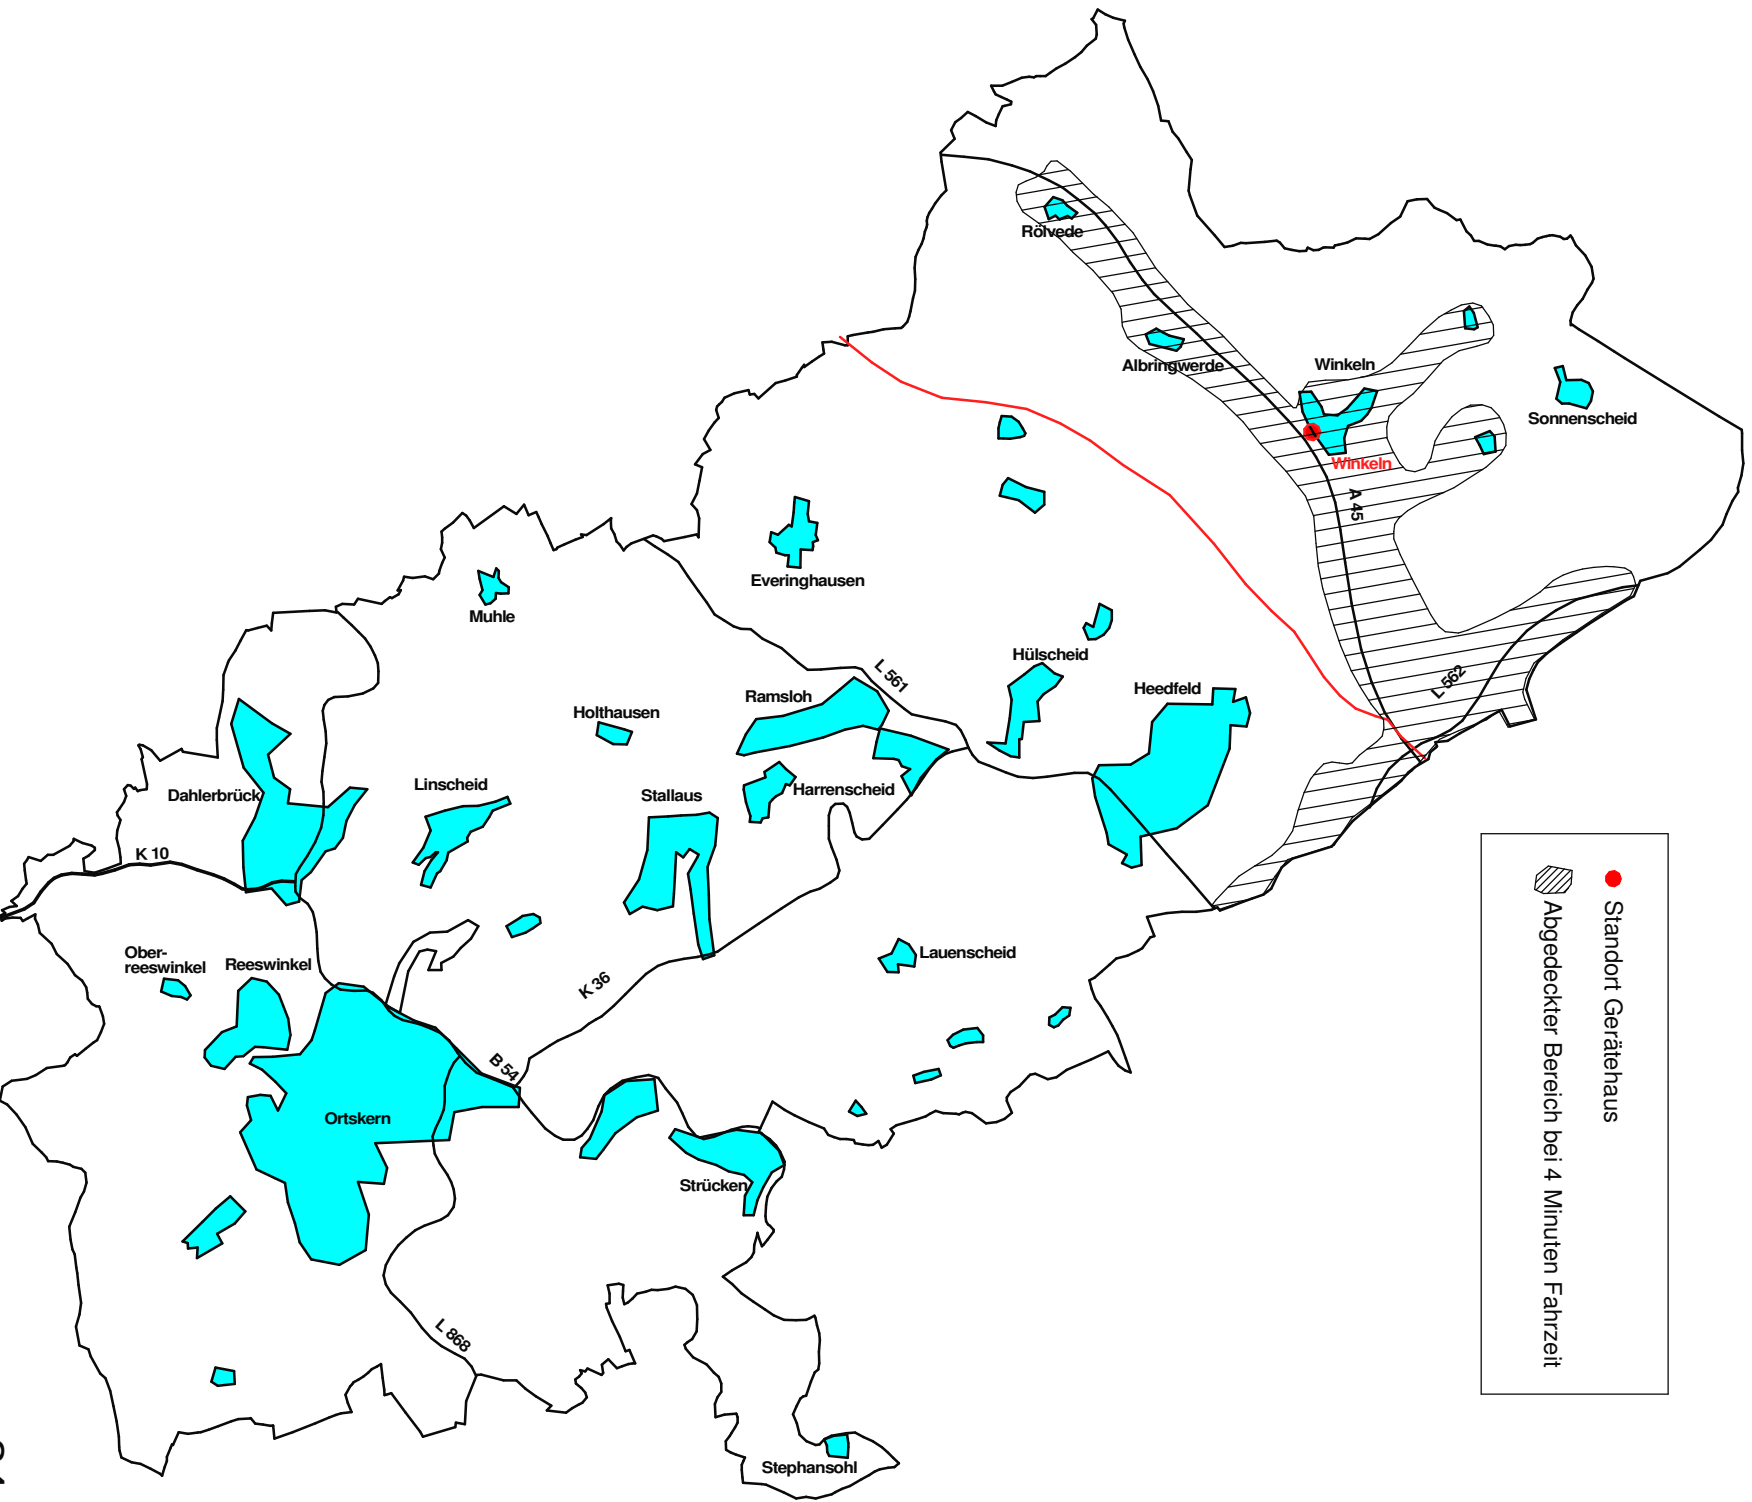 Rölvede
Albringwerde
Winkeln
Sonnenscheid
Winkeln
A 45
Everinghausen
Muhle
L 561
Hülscheid
Heedfeld
L 562
Ramsloh
Holthausen
Harrenscheid
Linscheid
Stallaus
Dahlerbrück
K 10
Lauenscheid
Ober-
reeswinkel
Reeswinkel
K 36
B 54
Ortskern
Strücken
L 868
Stephansohl
Standort Gerätehaus
Abgedeckter Bereich bei 4 Minuten Fahrzeit